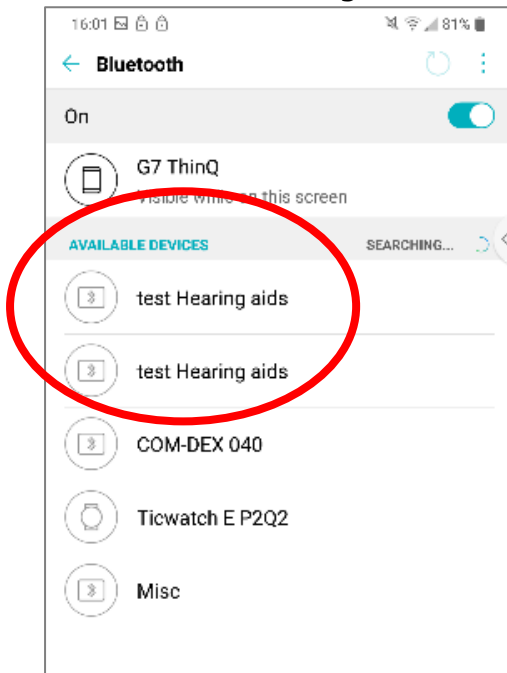 16:01 81%
Bluetooth
On
G7 ThinQ
Visible while on this screen
AVAILABLE DEVICES SEARCHING...
test Hearing aids
test Hearing aids
COM-DEX 040
Ticwatch E P2Q2
Misc